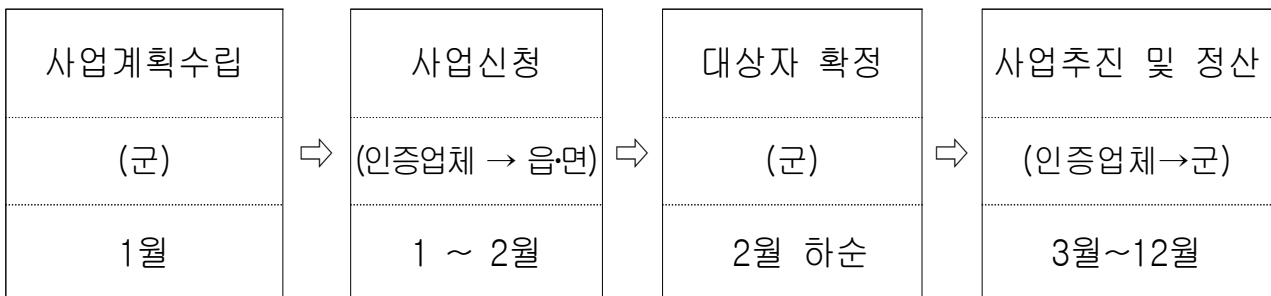 사업계획수립
(군)
1월
⇨
사업신청
(인증업체 → 읍·면)
1 ~ 2월
⇨
대상자 확정
(군)
2월 하순
⇨
사업추진 및 정산
(인증업체→군)
3월~12월